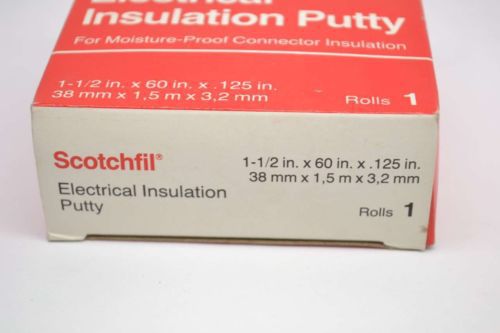 Electrical
Insulation Putty
For Moisture-Proof Connector Insulation
1-1/2 in. x 60 in. x .125 in.
38 mm x 1,5 m x 3,2 mm
Rolls 1
Scotchfil®
Electrical Insulation
Putty
1-1/2 in. x 60 in. x .125 in.
38 mm x 1,5 m x 3,2 mm
Rolls 1